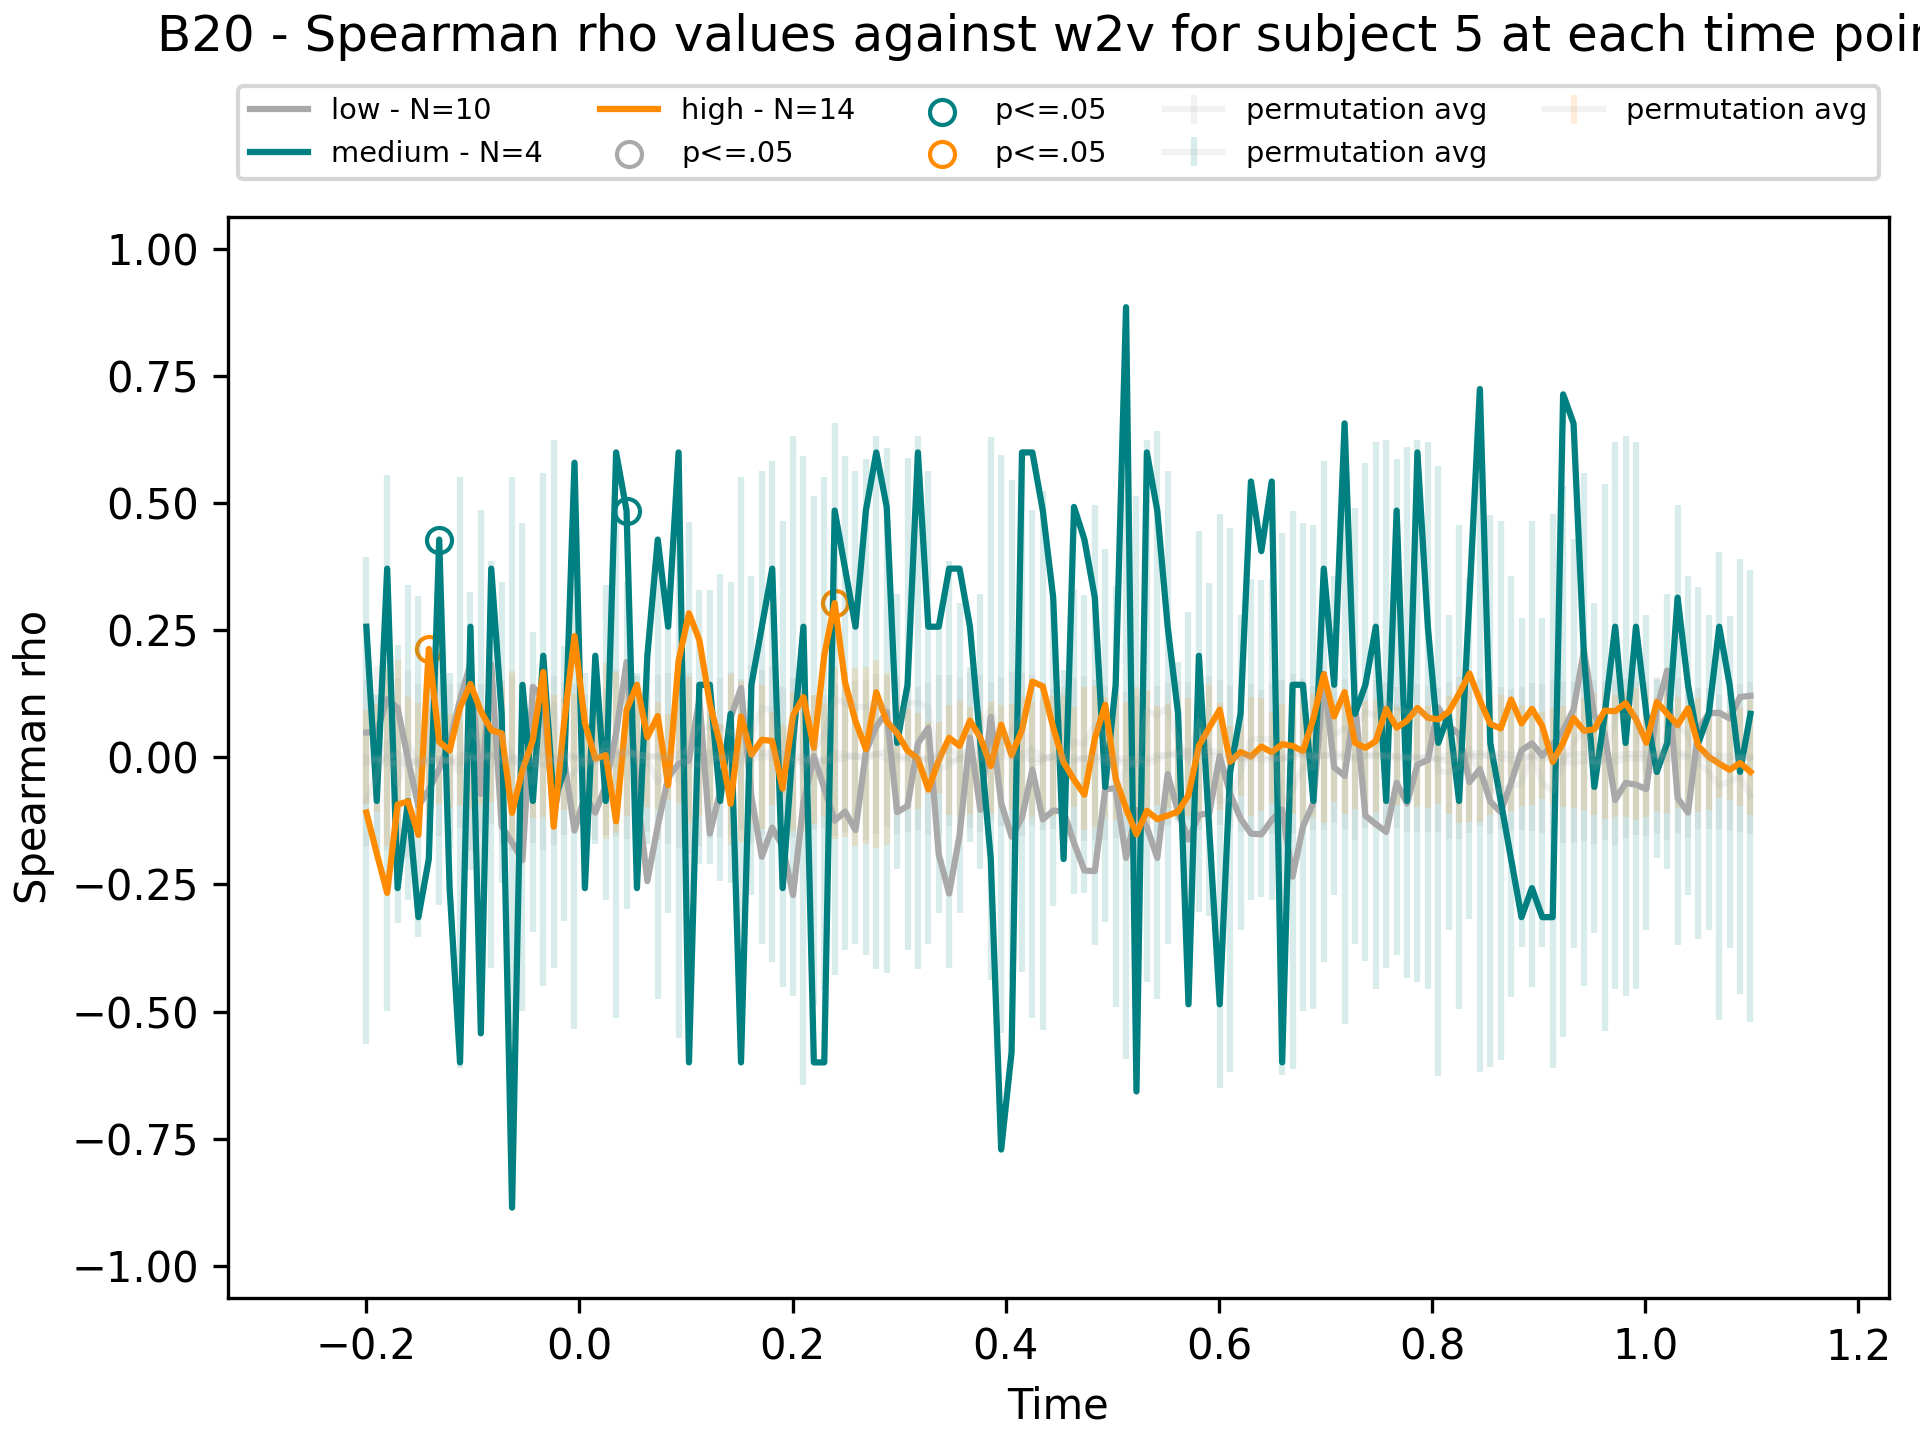 B20 - Spearman rho values against w2v for subject 5 at each time poin
low - N=10
medium - N=4
high - N=14
p<=.05
p<=.05
p<=.05
permutation avg
permutation avg
permutation avg
1.00
0.75
0.50
0.25
0.00
−0.25
−0.50
−0.75
−1.00
Spearman rho
−0.2 0.0 0.2 0.4 0.6 0.8 1.0 1.2
Time